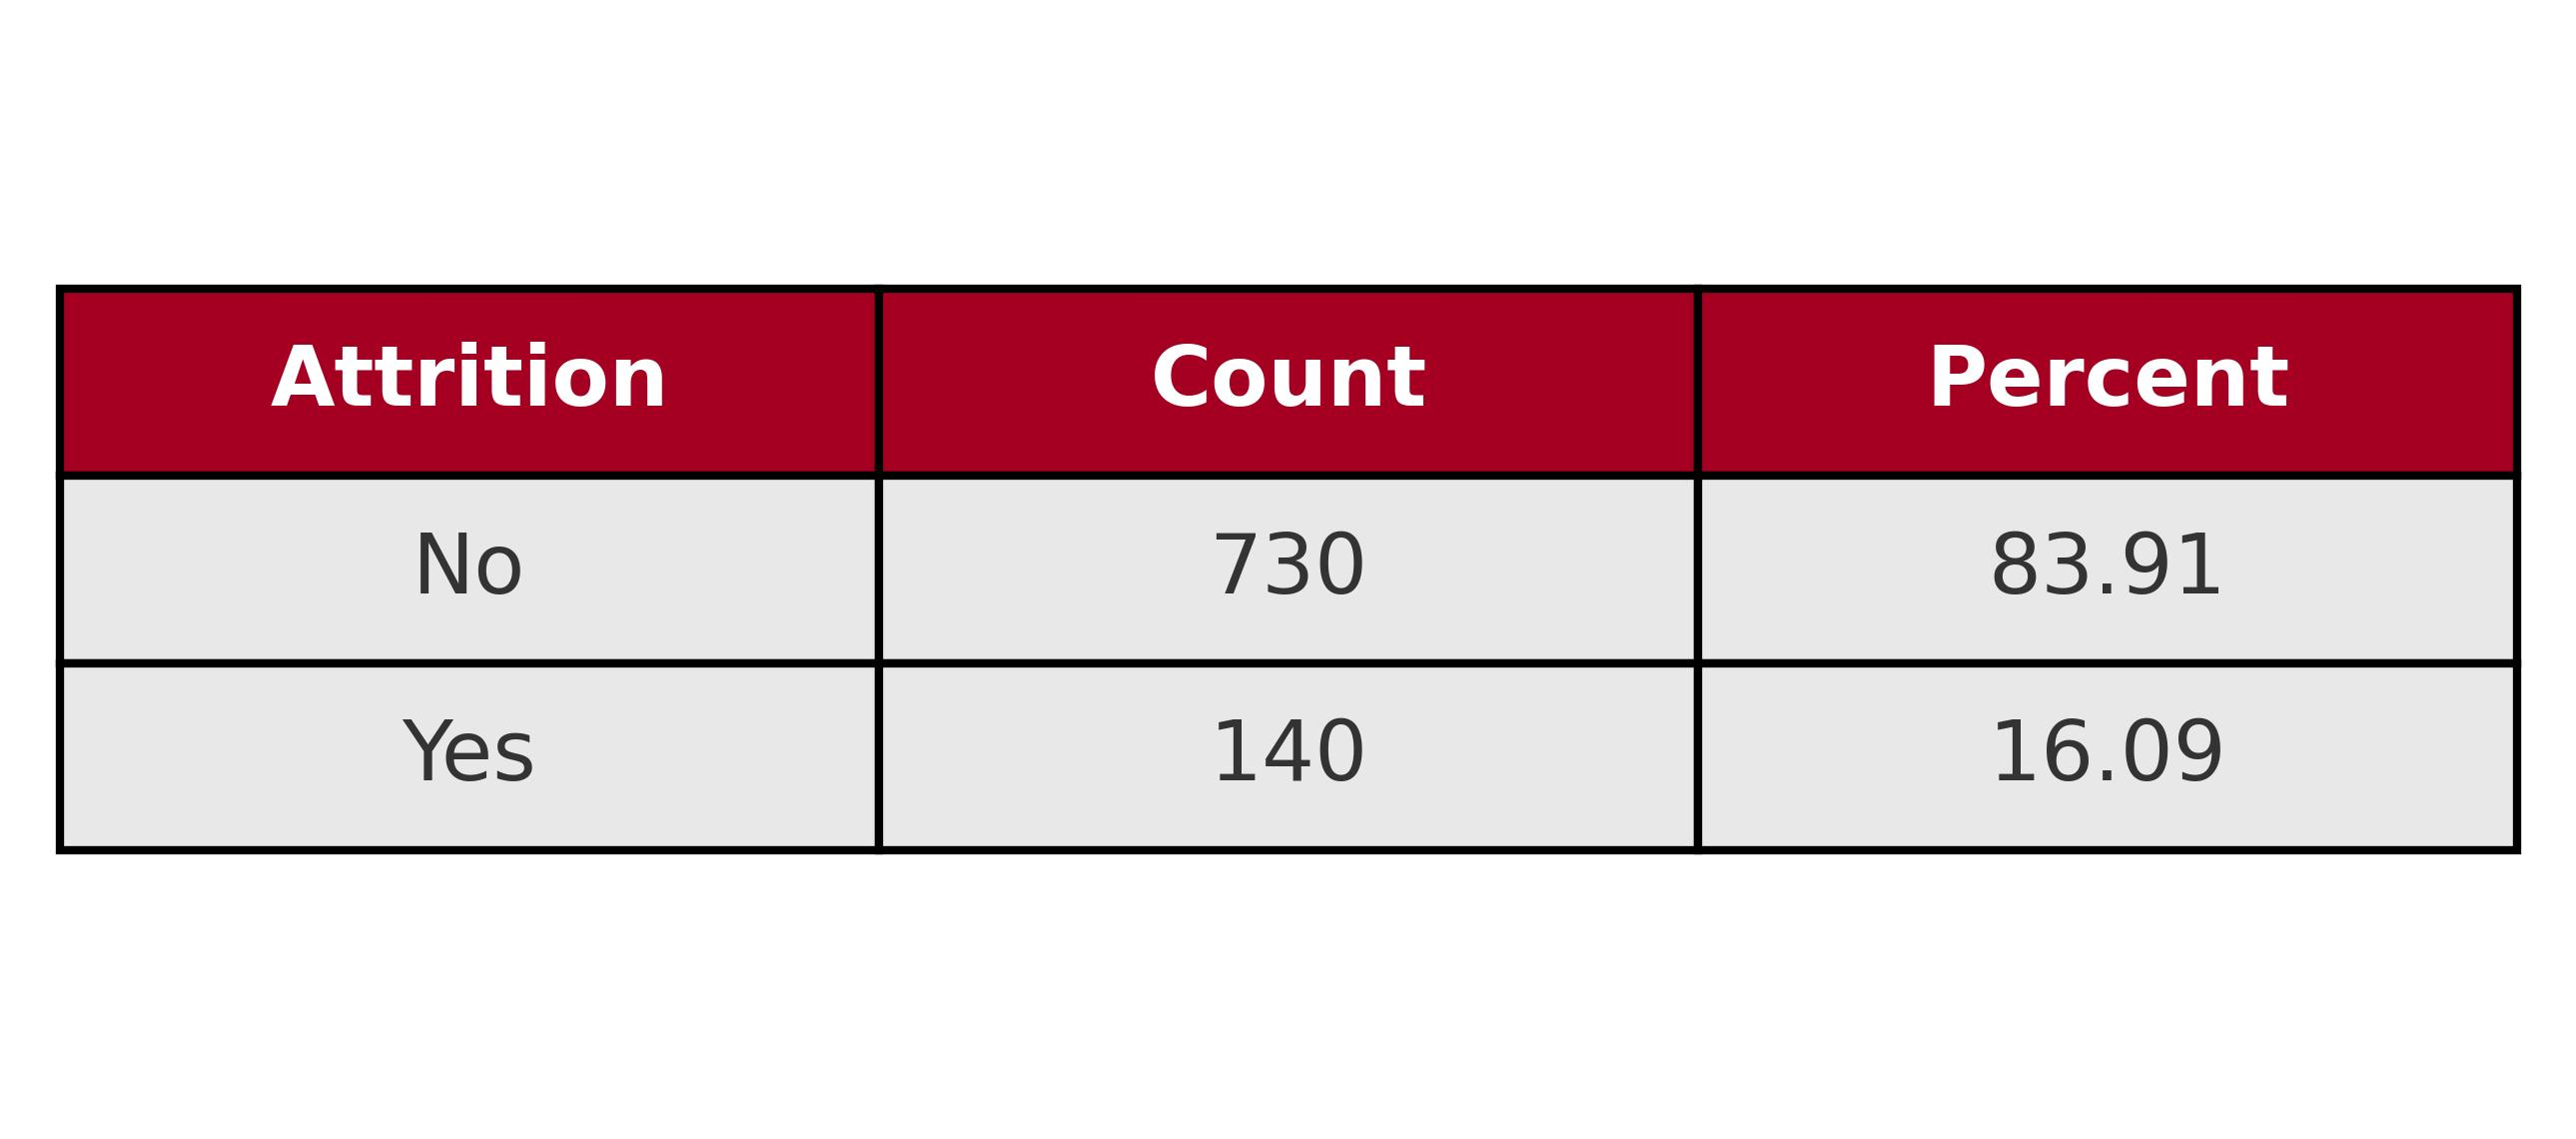 Attrition Count Percent
No 730 83.91
Yes 140 16.09